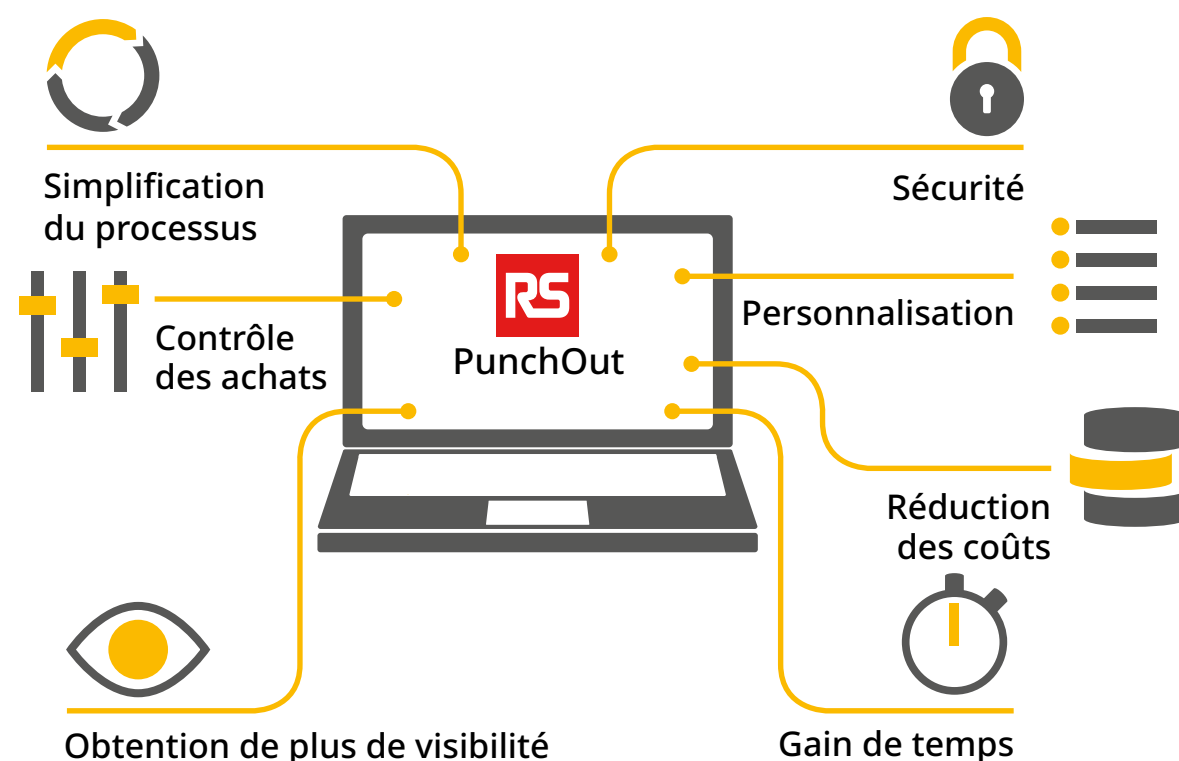 Simplification
du processus
Sécurité
Contrôle
des achats
RS
PunchOut
Personnalisation
Réduction
des coûts
Obtention de plus de visibilité
Gain de temps